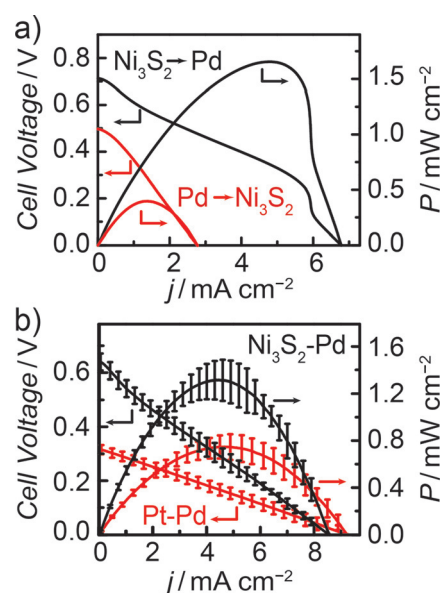 a)
0.8
0.6
0.4
0.2
0.0
Cell Voltage / V
Ni₃S₂→Pd
Pd→Ni₃S₂
1.5
1.0
0.5
0.0
P / mW cm⁻²
0 2 4 6
j / mA cm⁻²
b)
0.6
0.4
0.2
0.0
Cell Voltage / V
Ni₃S₂-Pd
Pt-Pd
1.6
1.2
0.8
0.4
0.0
P / mW cm⁻²
0 2 4 6 8
j / mA cm⁻²